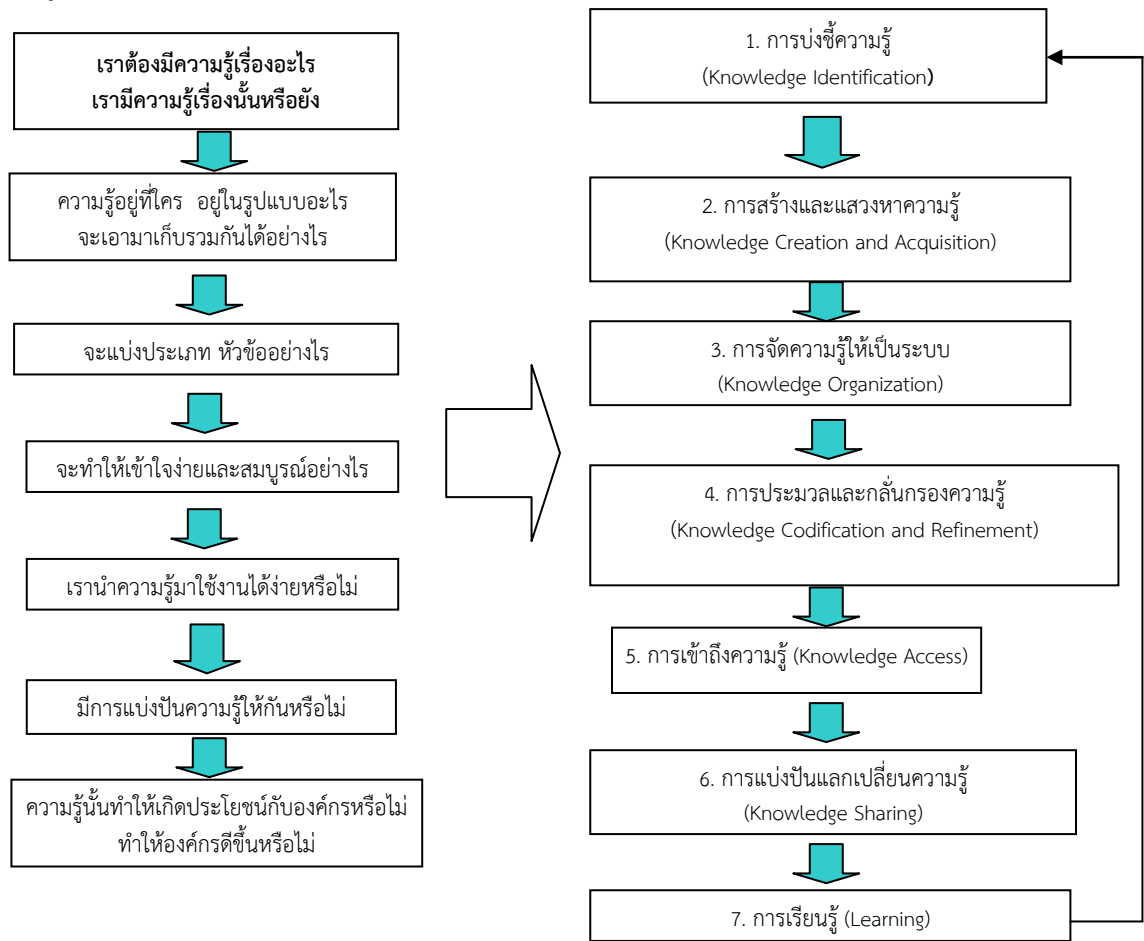 เราต้องมีความรู้เรื่องอะไร
เรามีความรู้เรื่องนั้นหรือยัง
ความรู้อยู่ที่ใคร อยู่ในรูปแบบอะไร
จะเอามาเก็บรวมกันได้อย่างไร
จะแบ่งประเภท หัวข้ออย่างไร
จะทำให้เข้าใจง่ายและสมบูรณ์อย่างไร
เรานำความรู้มาใช้งานได้ง่ายหรือไม่
มีการแบ่งปันความรู้ให้กันหรือไม่
ความรู้นั้นทำให้เกิดประโยชน์กับองค์กรหรือไม่
ทำให้องค์กรดีขึ้นหรือไม่
1. การบ่งชี้ความรู้
(Knowledge Identification)
2. การสร้างและแสวงหาความรู้
(Knowledge Creation and Acquisition)
3. การจัดความรู้ให้เป็นระบบ
(Knowledge Organization)
4. การประมวลและกลั่นกรองความรู้
(Knowledge Codification and Refinement)
5. การเข้าถึงความรู้ (Knowledge Access)
6. การแบ่งปันแลกเปลี่ยนความรู้
(Knowledge Sharing)
7. การเรียนรู้ (Learning)